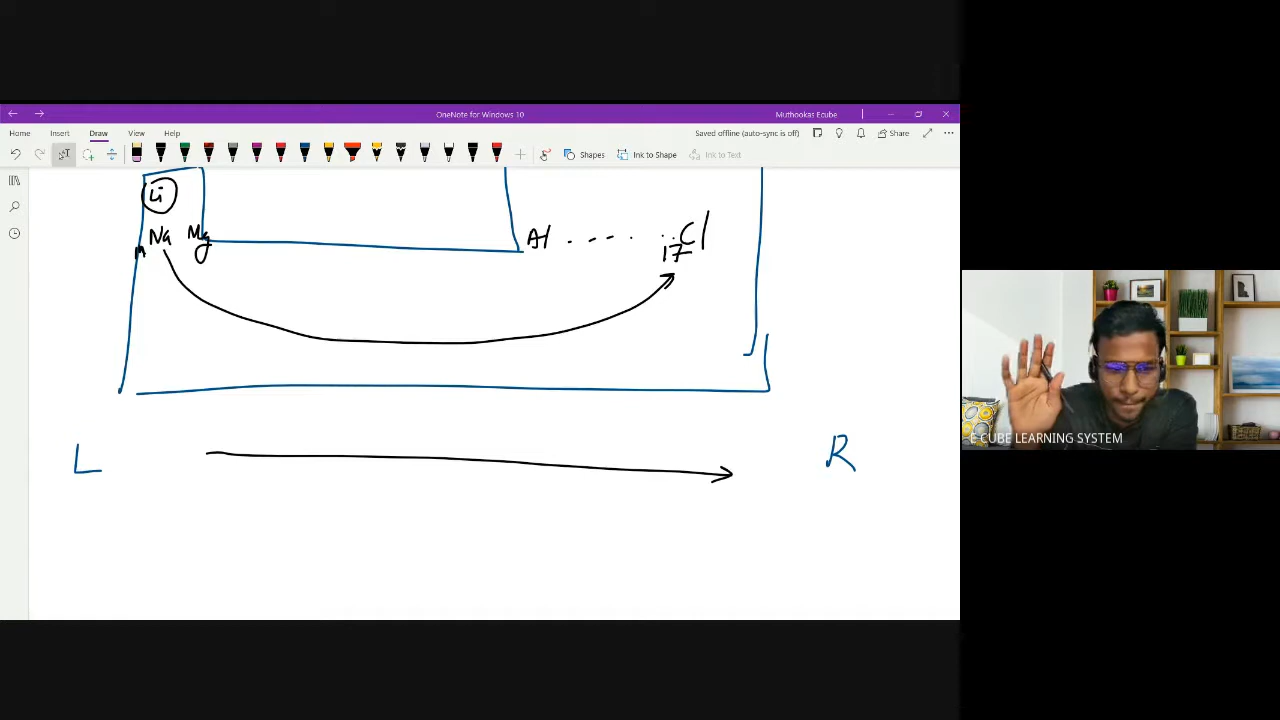 OneNote for Windows 10
Muthookas Ecube
Home Insert Draw View Help
Saved offline (auto-sync is off)
Share
Shapes
Ink to Shape
Ink to Text
Li
Na Mg Al Cl
17
L R
E CUBE LEARNING SYSTEM